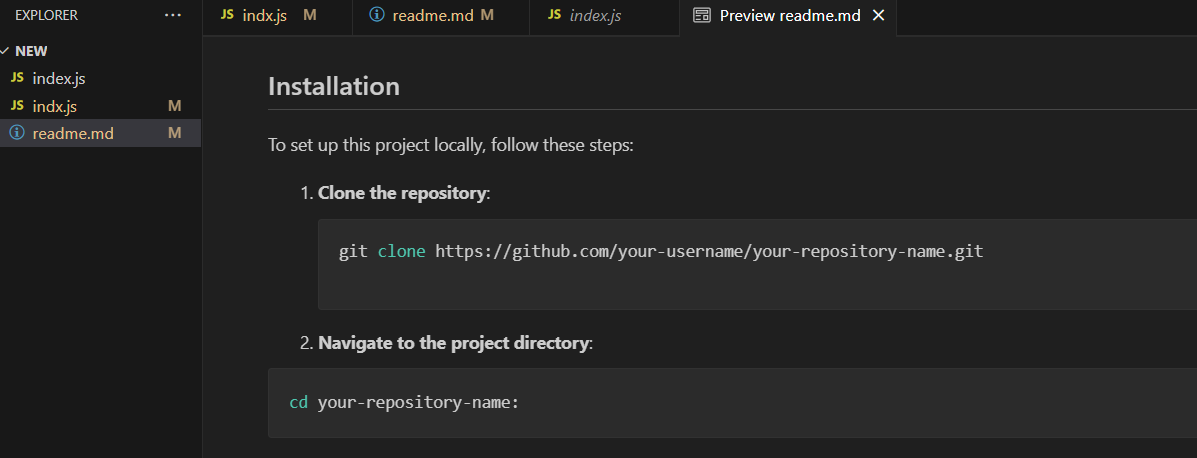 EXPLORER ···
JS indx.js M
readme.md M
JS index.js
Preview readme.md ×
NEW
JS index.js
JS indx.js M
readme.md M
Installation
To set up this project locally, follow these steps:
1. Clone the repository:
git clone https://github.com/your-username/your-repository-name.git
2. Navigate to the project directory:
cd your-repository-name: